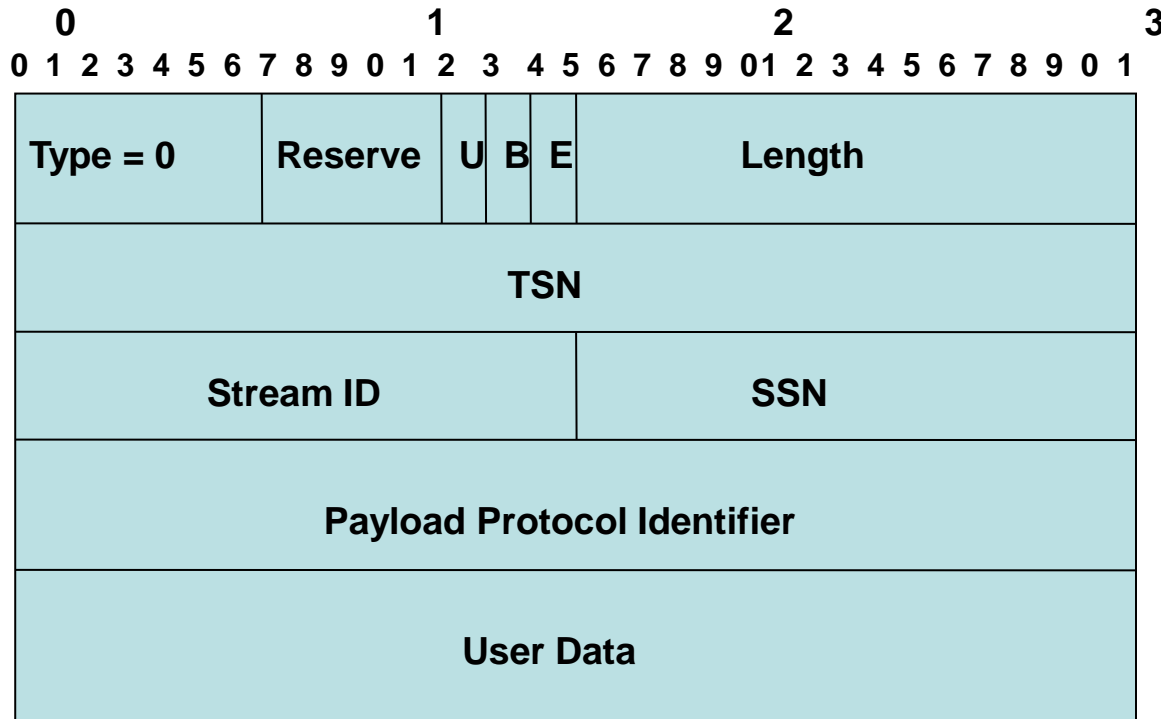 0 1 2 3
0 1 2 3 4 5 6 7 8 9 0 1 2 3 4 5 6 7 8 9 01 2 3 4 5 6 7 8 9 0 1
Type = 0 Reserve U B E Length
TSN
Stream ID SSN
Payload Protocol Identifier
User Data